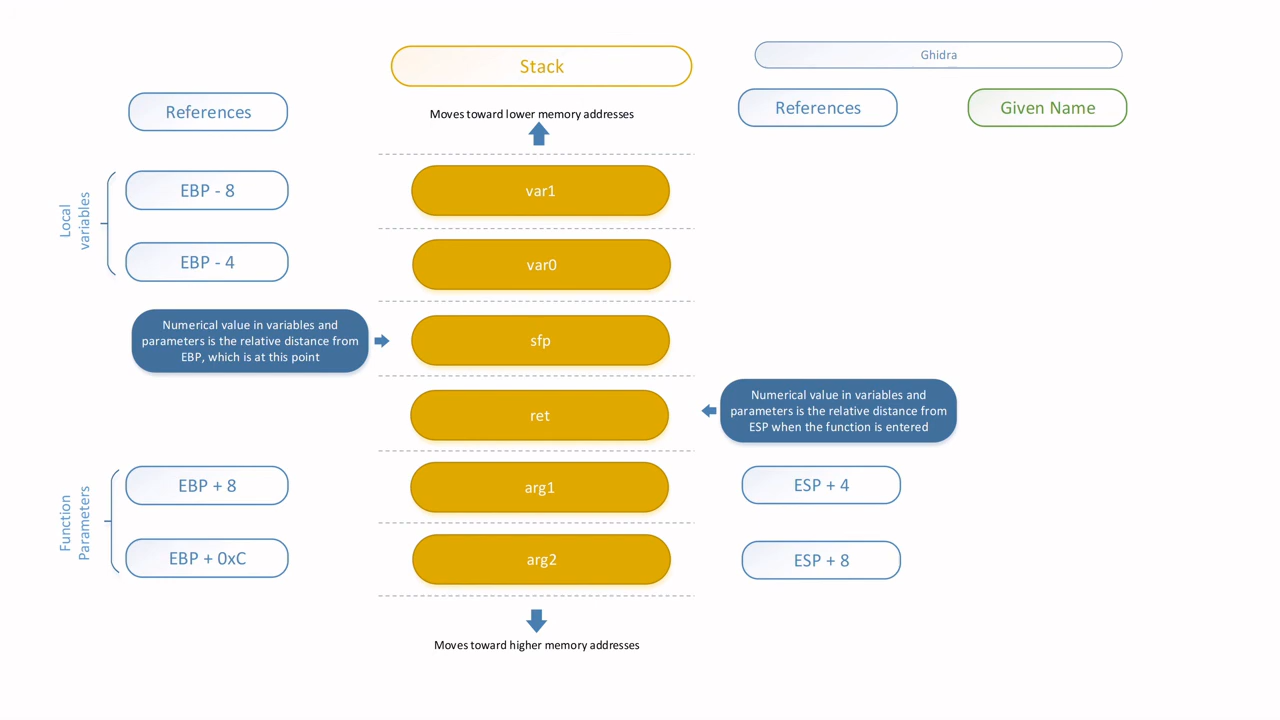 Stack
Ghidra
References
Moves toward lower memory addresses
References
Given Name
Local
variables
EBP - 8
var1
EBP - 4
var0
Numerical value in variables and
parameters is the relative distance from
EBP, which is at this point
sfp
ret
Numerical value in variables and
parameters is the relative distance from
ESP when the function is entered
Function
Parameters
EBP + 8
arg1
ESP + 4
EBP + 0xC
arg2
ESP + 8
Moves toward higher memory addresses